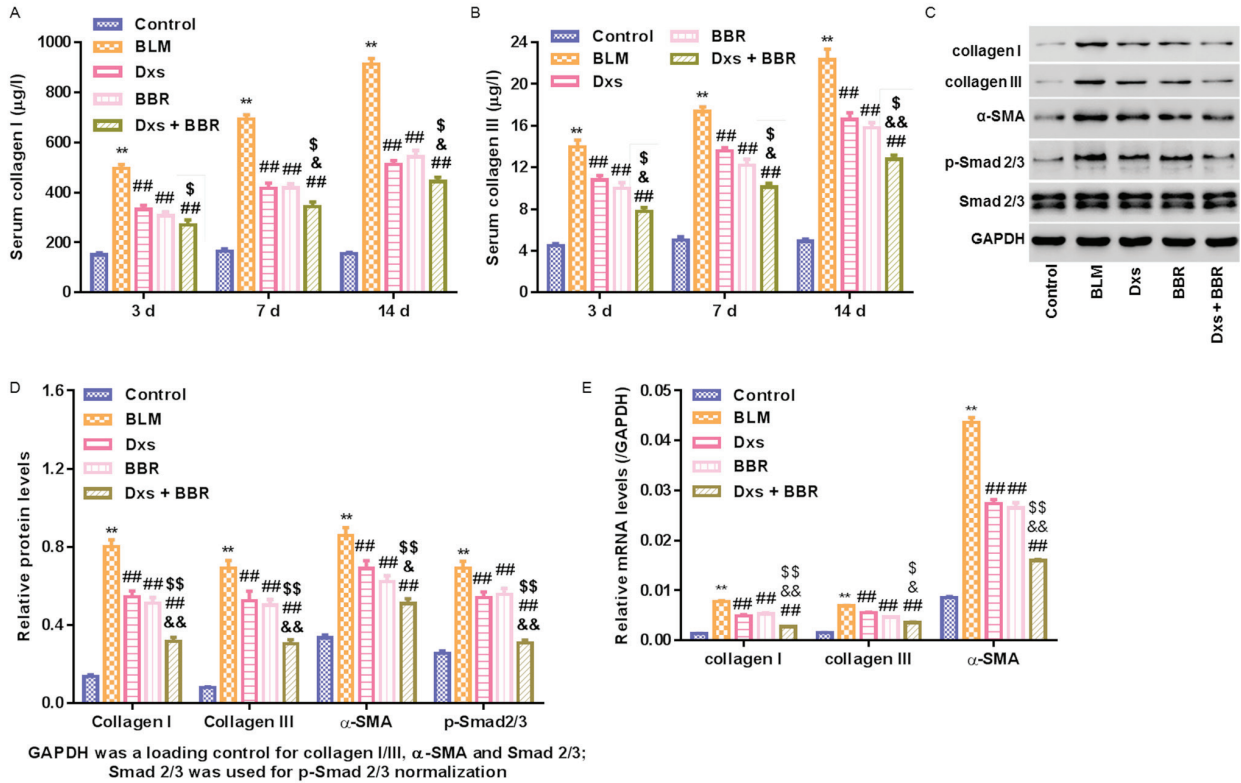 A
Control
BLM
Dxs
BBR
Dxs + BBR
Serum collagen I (μg/l)
1000
800
600
400
200
0
**
##
##
$
##
**
##
##
$
&
##
**
##
##
$
&
##
3 d
7 d
14 d
B
Control
BLM
Dxs
BBR
Dxs + BBR
Serum collagen III (μg/l)
24
20
16
12
8
4
0
**
##
##
$
&
##
**
##
##
$
&
##
**
##
##
$
&&
##
3 d
7 d
14 d
C
collagen I
collagen III
α-SMA
p-Smad 2/3
Smad 2/3
GAPDH
Control
BLM
Dxs
BBR
Dxs + BBR
D
Control
BLM
Dxs
BBR
Dxs + BBR
Relative protein levels
1.6
1.2
0.8
0.4
0.0
**
##
##
$$
##
&&
**
##
##
$$
##
&&
**
##
##
$$
&
##
**
##
##
$$
##
&&
Collagen I
Collagen III
α-SMA
p-Smad2/3
GAPDH was a loading control for collagen I/III, α-SMA and Smad 2/3;
Smad 2/3 was used for p-Smad 2/3 normalization
E
Control
BLM
Dxs
BBR
Dxs + BBR
Relative mRNA levels (/GAPDH)
0.05
0.04
0.03
0.02
0.010
0.005
0.000
**
##
##
$$
&&
##
**
##
##
$
&
##
**
##
##
$$
&&
##
collagen I
collagen III
α-SMA